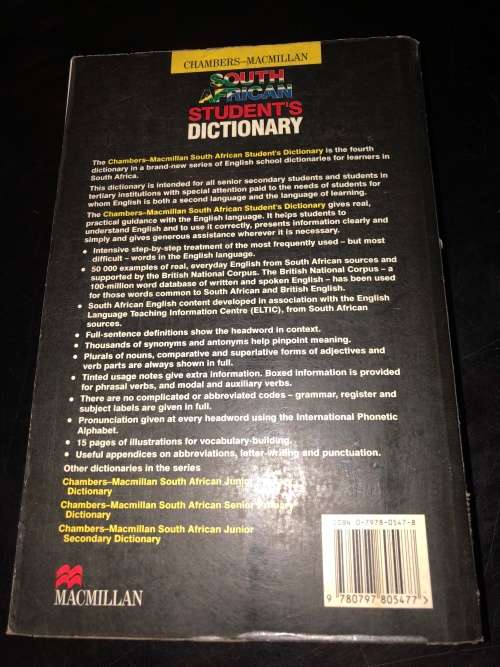 CHAMBERS–MACMILLAN
SOUTH
AFRICAN
STUDENT'S
DICTIONARY
The Chambers–Macmillan South African Student's Dictionary is the fourth
dictionary in a brand-new series of English school dictionaries for learners in
South Africa.
This dictionary is intended for all senior secondary students and students in
tertiary institutions with special attention paid to the needs of students for
whom English is both a second language and the language of learning.
The Chambers–Macmillan South African Student's Dictionary gives real,
practical guidance with the English language. It helps students to
understand English and to use it correctly, presents information clearly and
simply and gives generous assistance wherever it is necessary.
• Intensive step-by-step treatment of the most frequently used – but most
difficult – words in the English language.
• 50 000 examples of real, everyday English from South African sources and
supported by the British National Corpus. The British National Corpus – a
100-million word database of written and spoken English – has been used
for those words common to South African and British English.
• South African English content developed in association with the English
Language Teaching Information Centre (ELTIC), from South African
sources.
• Full-sentence definitions show the headword in context.
• Thousands of synonyms and antonyms help pinpoint meaning.
• Plurals of nouns, comparative and superlative forms of adjectives and
verb parts are always shown in full.
• Tinted usage notes give extra information. Boxed information is provided
for phrasal verbs, and modal and auxiliary verbs.
• There are no complicated or abbreviated codes – grammar, register and
subject labels are given in full.
• Pronunciation given at every headword using the International Phonetic
Alphabet.
• 15 pages of illustrations for vocabulary-building.
• Useful appendices on abbreviations, letter-writing and punctuation.
Other dictionaries in the series
Chambers–Macmillan South African Junior
Dictionary
Chambers–Macmillan South African Senior Primary
Dictionary
Chambers–Macmillan South African Junior
Secondary Dictionary
ISBN 0-7978-0547-8
9 780797 805477 >
MACMILLAN